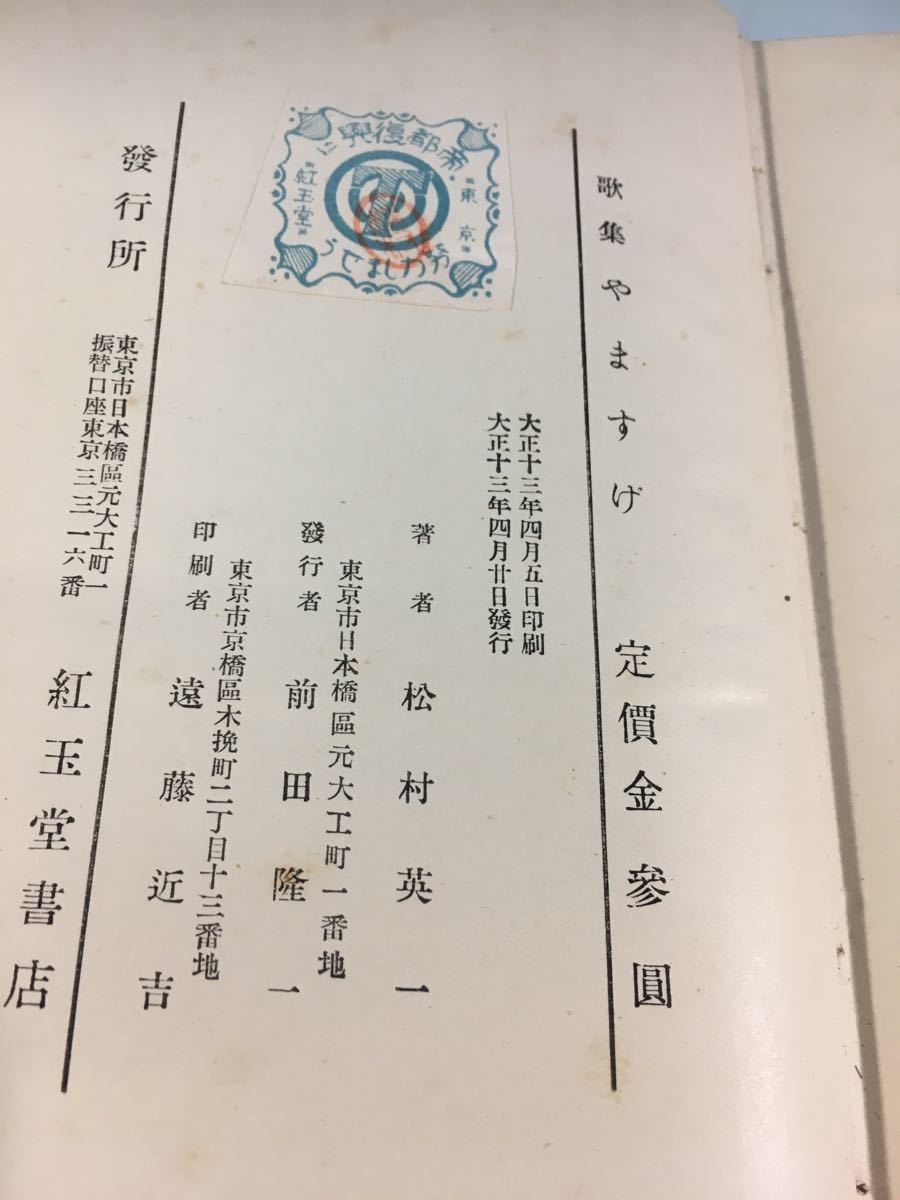 歌集やますげ
定價金參圓
大正十三年四月五日印刷
大正十三年四月廿日發行
著者 松村英一
東京市日本橋區元大工町一番地
發行者 前田隆一
東京市京橋區木挽町二丁目十三番地
印刷者 遠藤近吉
帝都復興に
東京
T
紅玉堂
努力しませう
東京市日本橋區元大工町一
振替口座東京三三一六番
發行所 紅玉堂書店